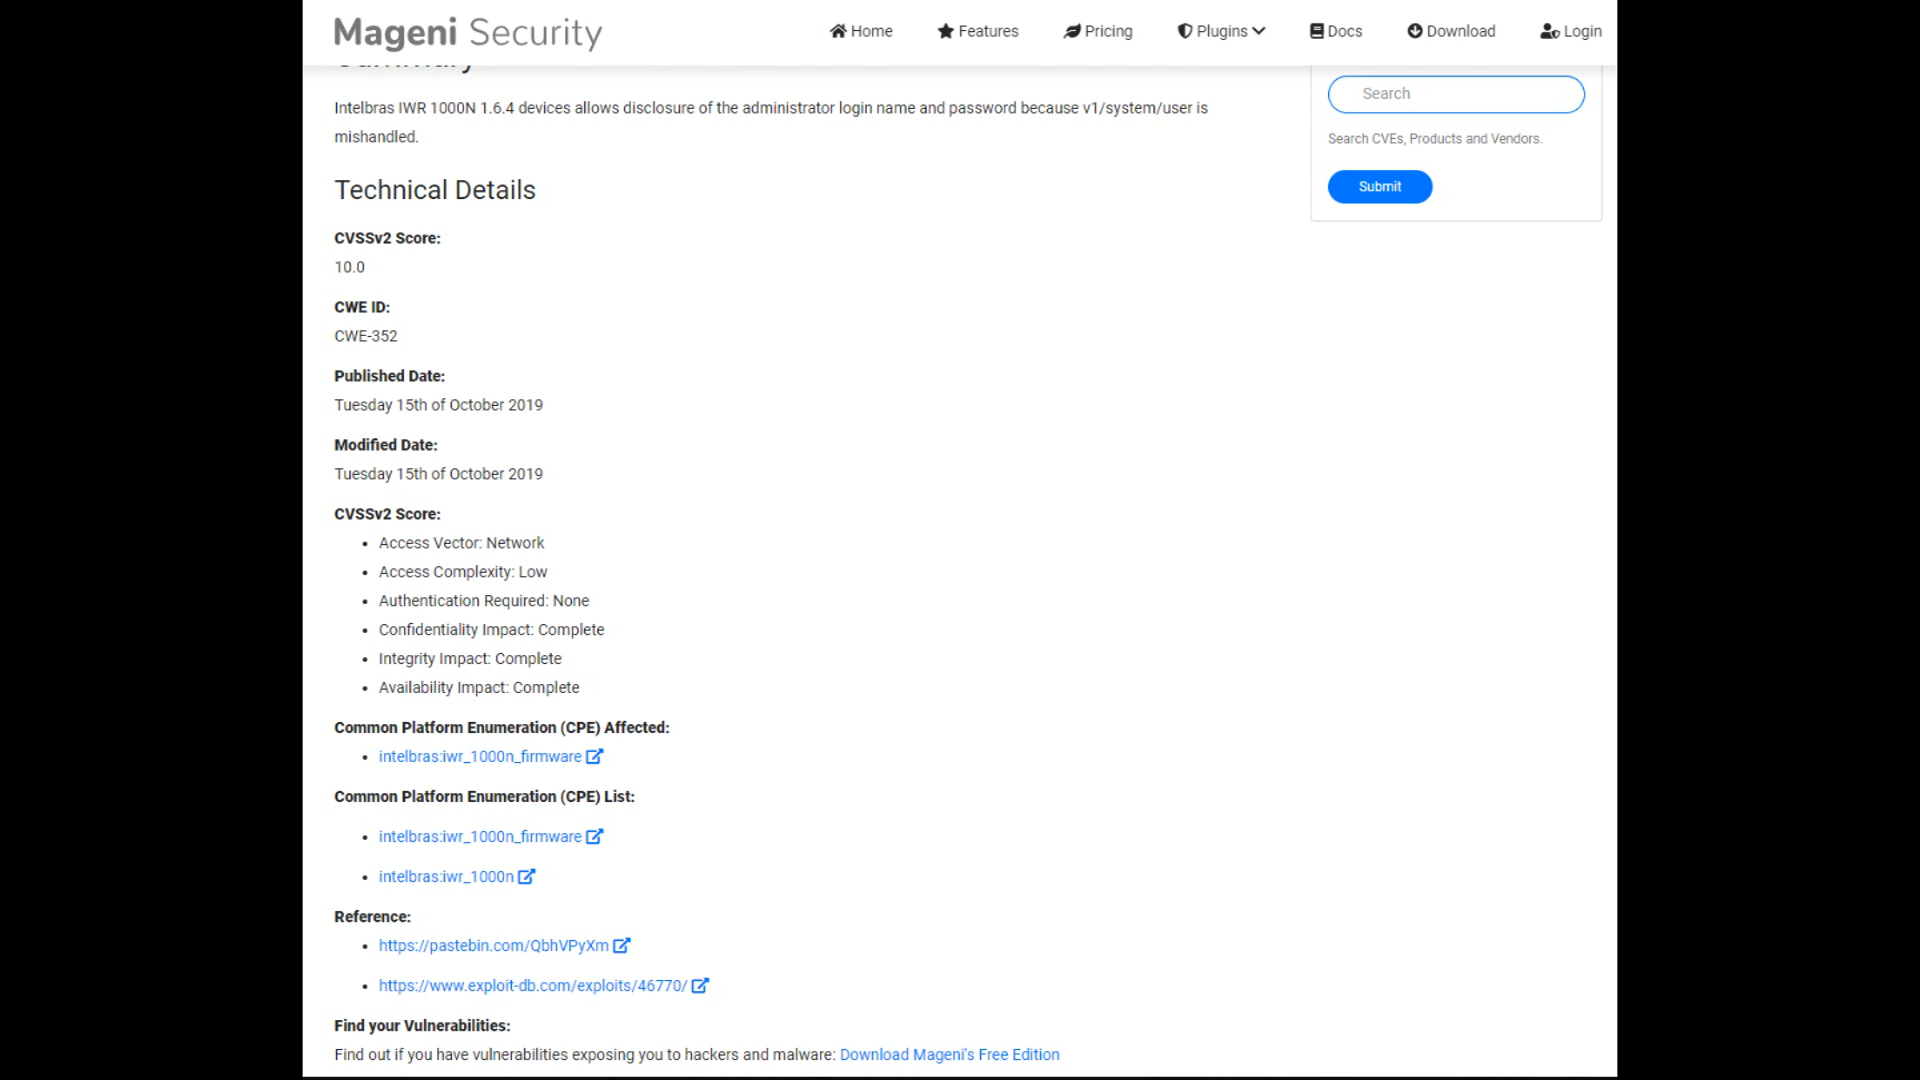 Mageni Security
Home
Features
Pricing
Plugins
Docs
Download
Login
Summary
Search
Search CVEs, Products and Vendors.
Submit
Intelbras IWR 1000N 1.6.4 devices allows disclosure of the administrator login name and password because v1/system/user is
mishandled.
Technical Details
CVSSv2 Score:
10.0
CWE ID:
CWE-352
Published Date:
Tuesday 15th of October 2019
Modified Date:
Tuesday 15th of October 2019
CVSSv2 Score:
• Access Vector: Network
• Access Complexity: Low
• Authentication Required: None
• Confidentiality Impact: Complete
• Integrity Impact: Complete
• Availability Impact: Complete
Common Platform Enumeration (CPE) Affected:
• intelbras:iwr_1000n_firmware
Common Platform Enumeration (CPE) List:
• intelbras:iwr_1000n_firmware
• intelbras:iwr_1000n
Reference:
• https://pastebin.com/QbhVPyXm
• https://www.exploit-db.com/exploits/46770/
Find your Vulnerabilities:
Find out if you have vulnerabilities exposing you to hackers and malware: Download Mageni's Free Edition